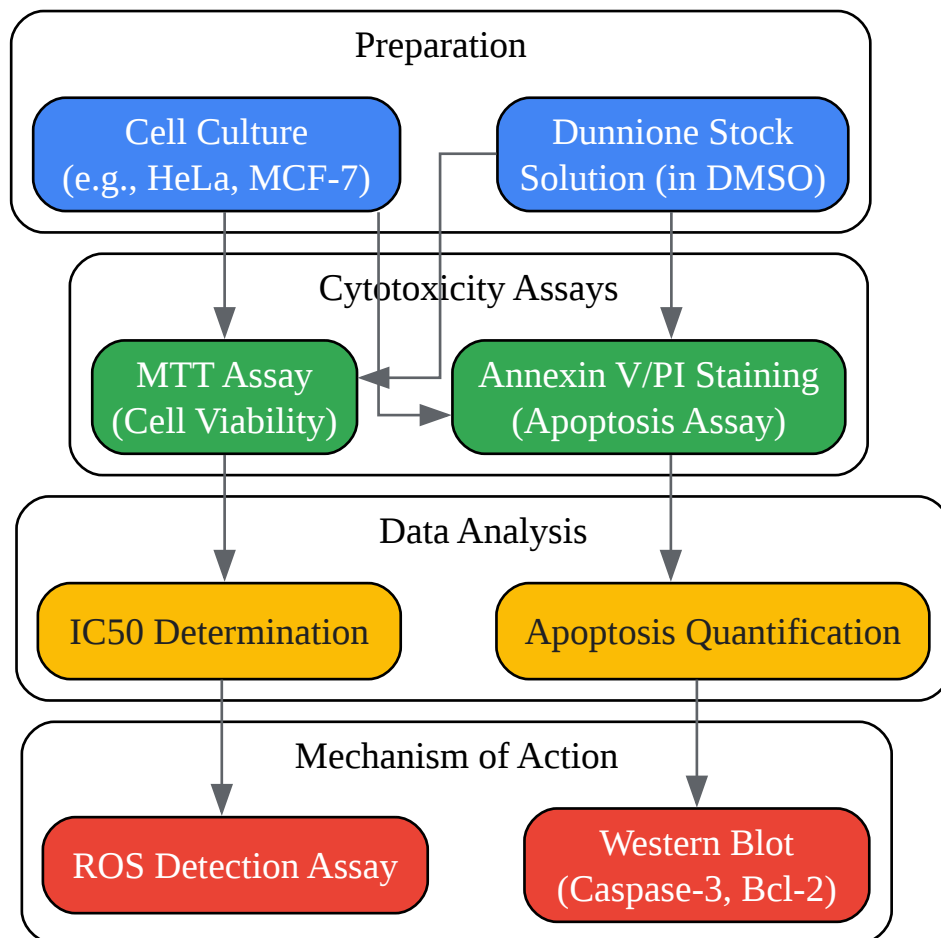 Preparation
Cell Culture
(e.g., HeLa, MCF-7)
Dunnione Stock
Solution (in DMSO)
Cytotoxicity Assays
MTT Assay
(Cell Viability)
Annexin V/PI Staining
(Apoptosis Assay)
Data Analysis
IC50 Determination
Apoptosis Quantification
Mechanism of Action
ROS Detection Assay
Western Blot
(Caspase-3, Bcl-2)